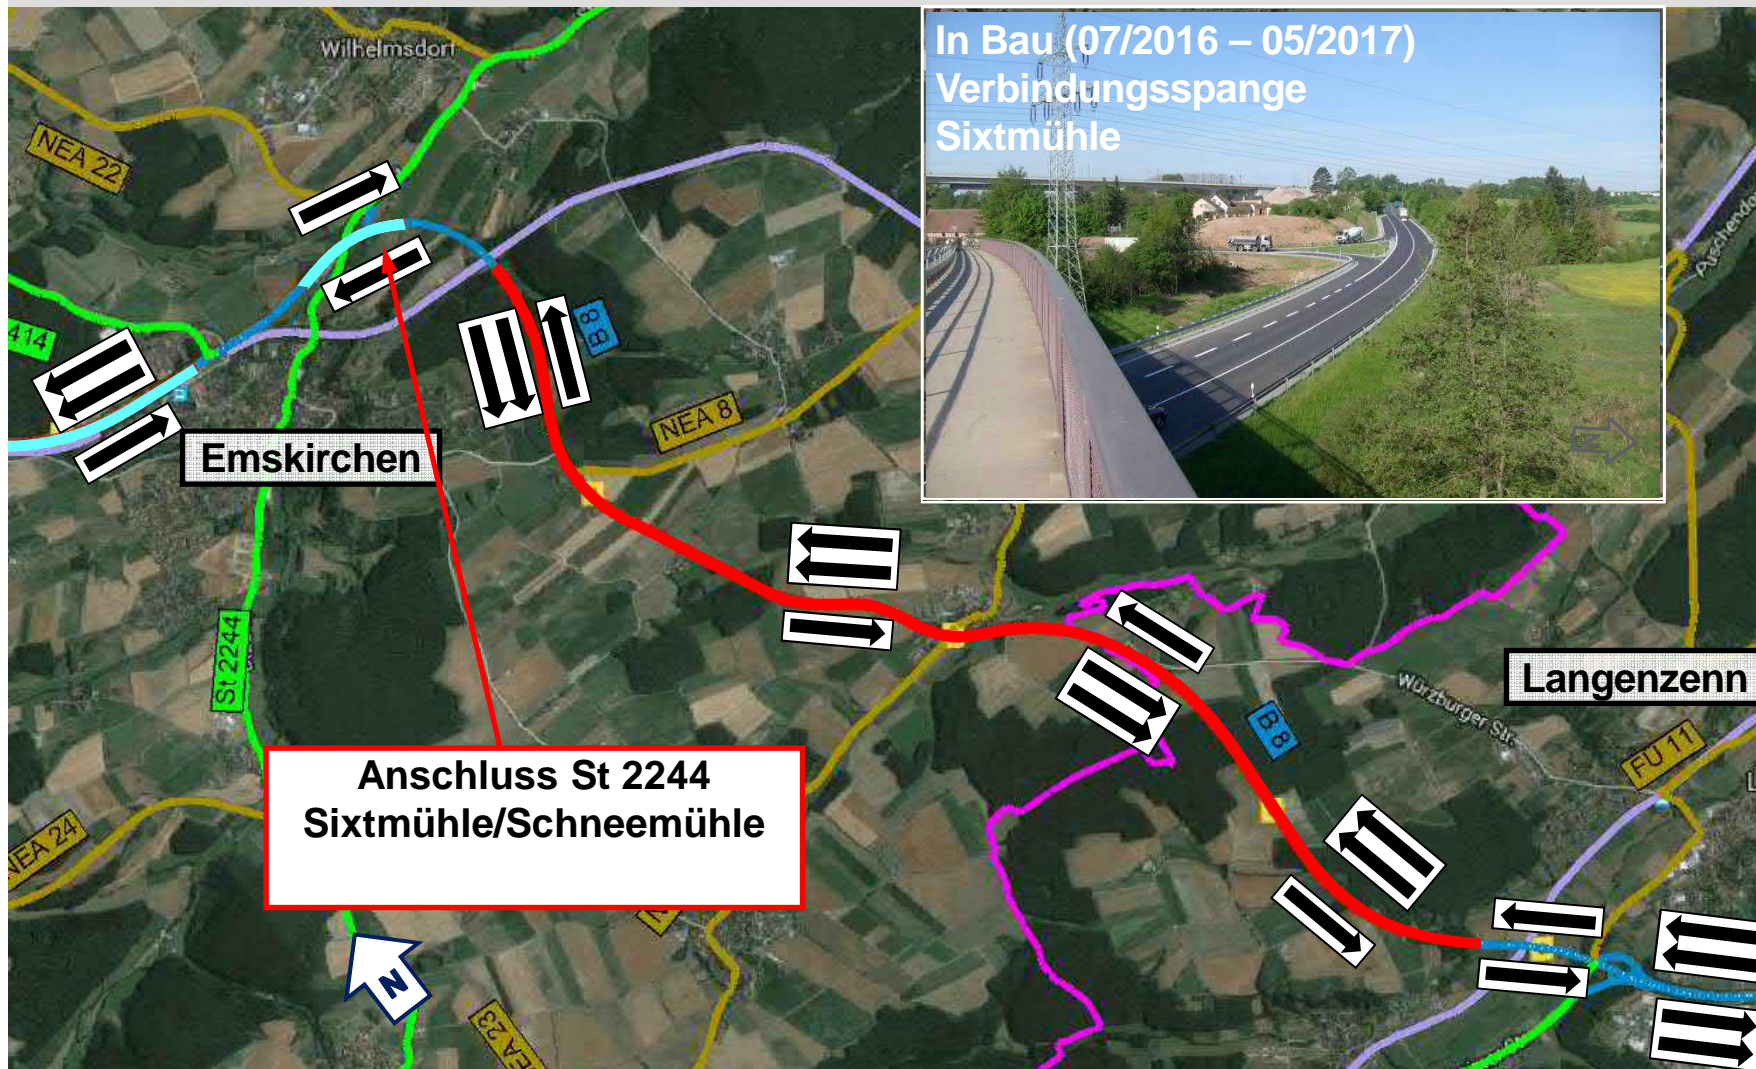 In Bau (07/2016 – 05/2017)
Verbindungsspange
Sixtmühle
Wilhelmsdorf
NEA 22
414
B 8
Emskirchen
NEA 8
St 2244
Langenzenn
Würzburger Str.
B 8
FU 11
Anschluss St 2244
Sixtmühle/Schneemühle
NEA 24
N
N
NEA 23